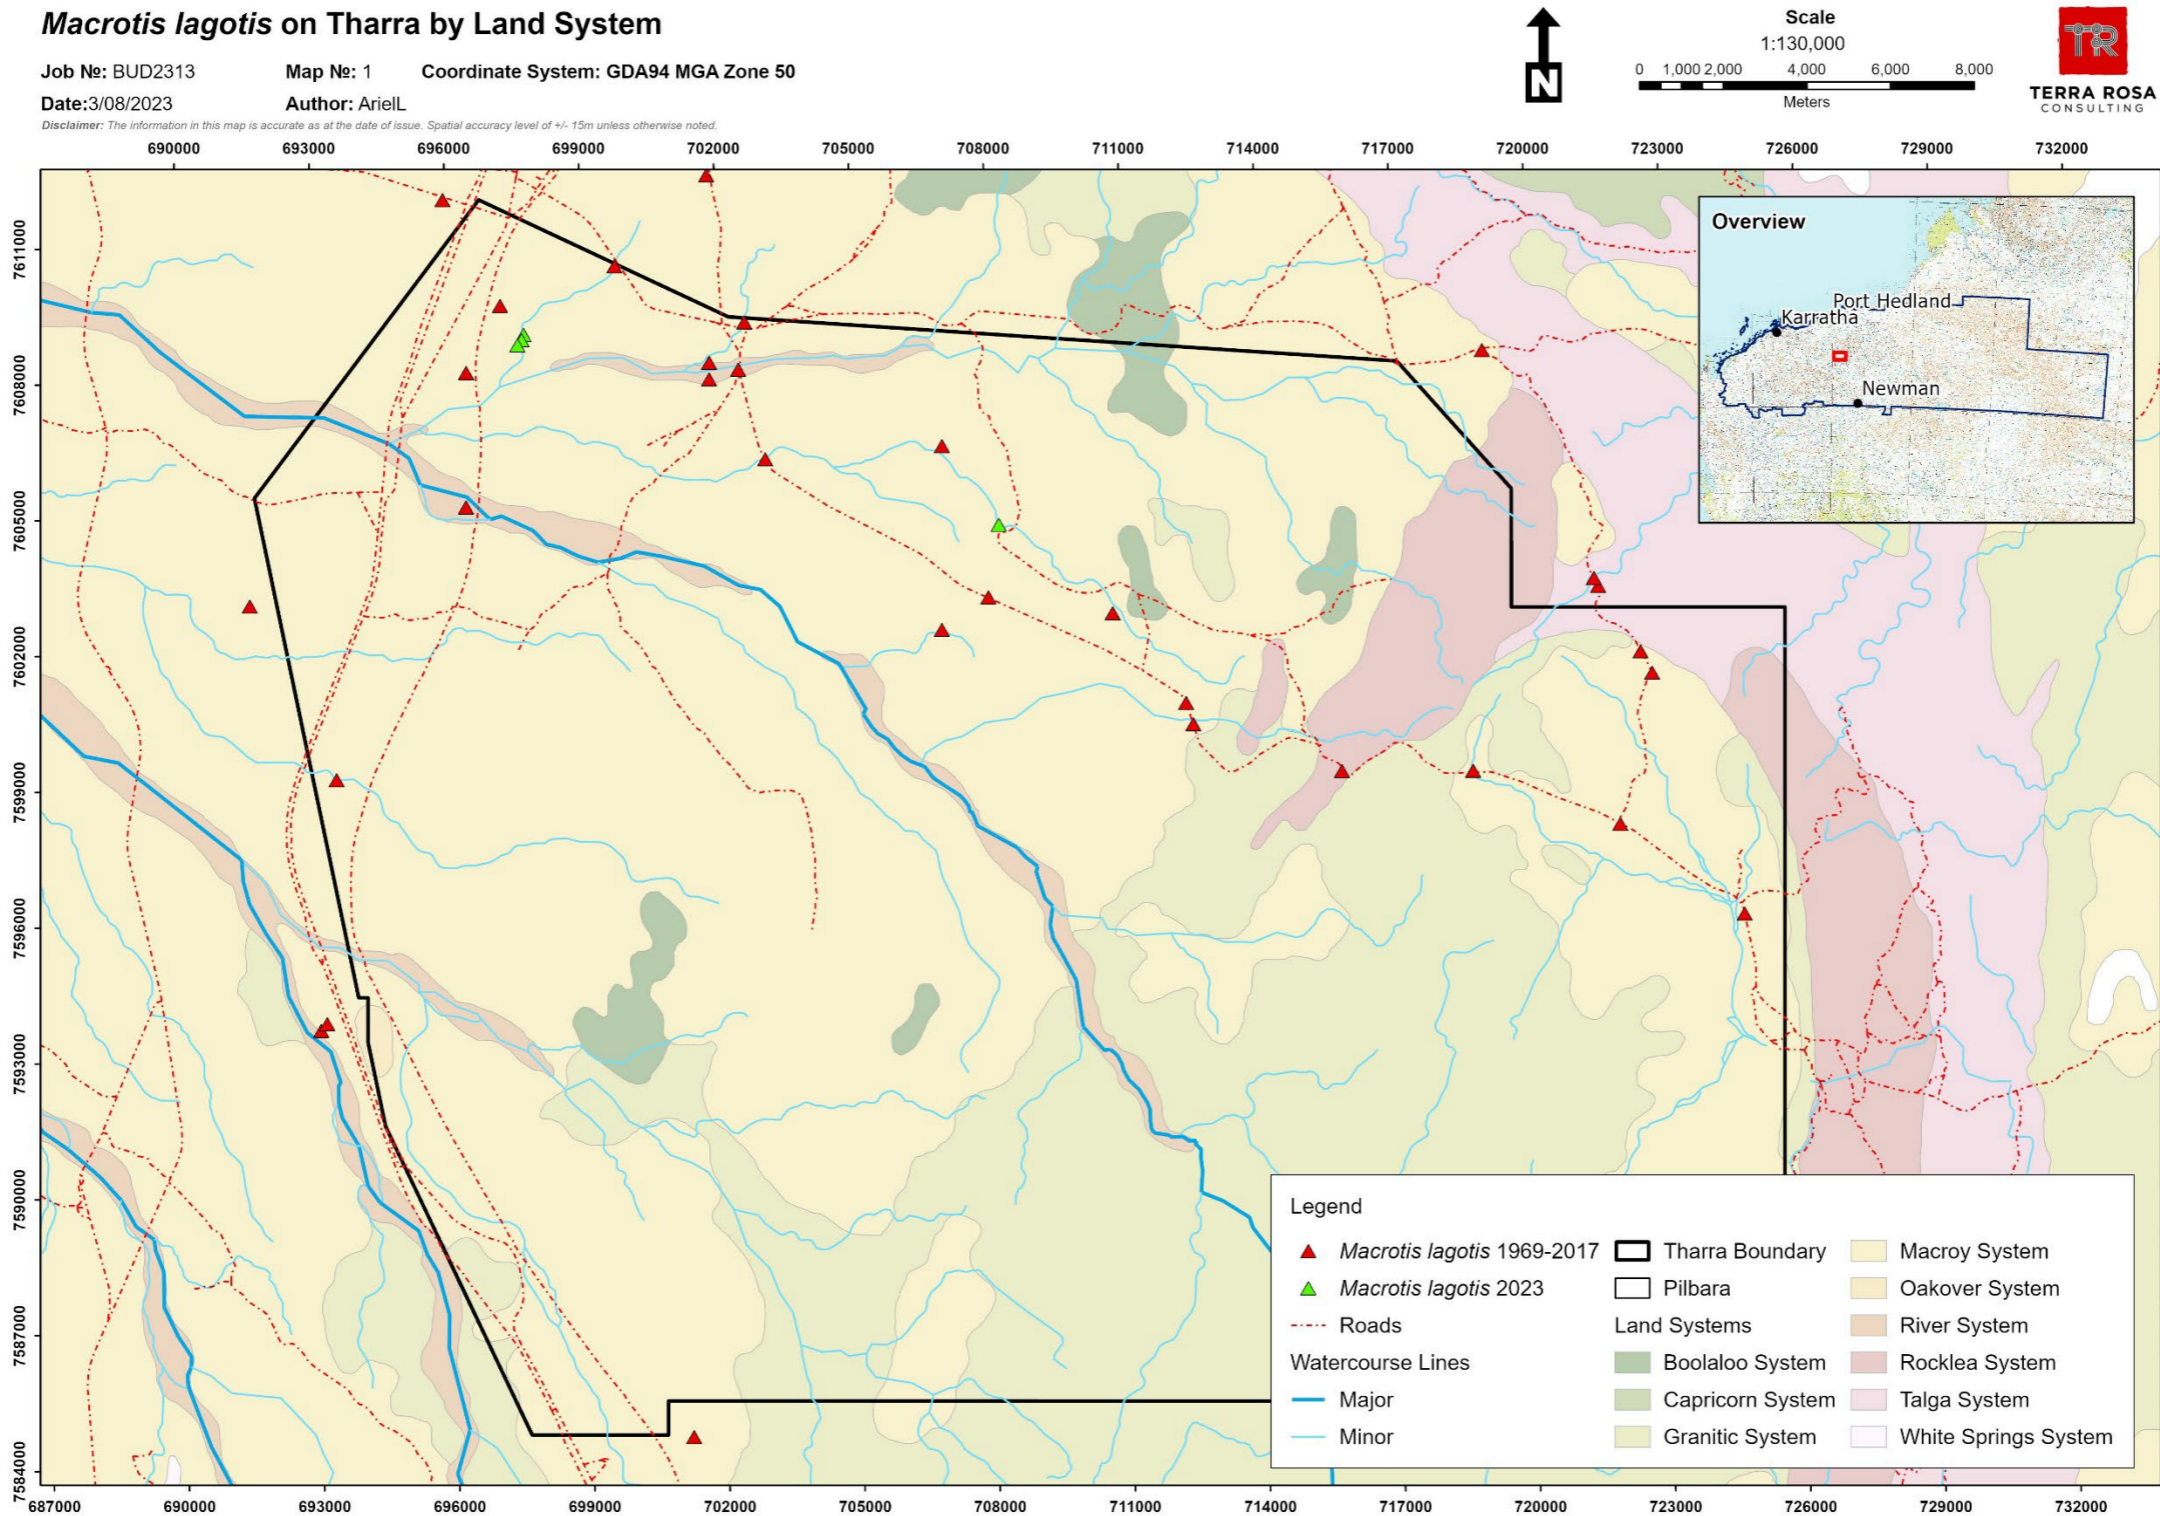 Macrotis lagotis on Tharra by Land System
Job №: BUD2313 Map №: 1 Coordinate System: GDA94 MGA Zone 50
Date:3/08/2023 Author: ArielL
Disclaimer: The information in this map is accurate as at the date of issue. Spatial accuracy level of +/- 15m unless otherwise noted.
N
Scale
1:130,000
0 1,000 2,000 4,000 6,000 8,000
Meters
TR
TERRA ROSA
CONSULTING
690000 693000 696000 699000 702000 705000 708000 711000 714000 717000 720000 723000 726000 729000 732000
761000
7608000
7605000
7602000
7599000
7596000
7593000
7590000
7587000
7584000
Overview
Port Hedland
Karratha
Newman
Legend
Macrotis lagotis 1969-2017
Macrotis lagotis 2023
Roads
Watercourse Lines
Major
Minor
Tharra Boundary
Pilbara
Land Systems
Boolaloo System
Capricorn System
Granitic System
Macroy System
Oakover System
River System
Rocklea System
Talga System
White Springs System
687000 690000 693000 696000 699000 702000 705000 708000 711000 714000 717000 720000 723000 726000 729000 732000